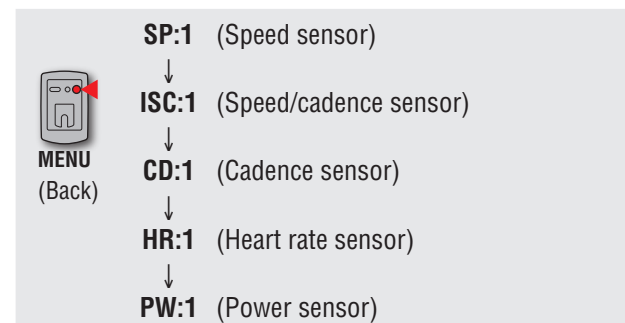 SP:1 (Speed sensor)
↓
ISC:1 (Speed/cadence sensor)
↓
MENU
(Back)
CD:1 (Cadence sensor)
↓
HR:1 (Heart rate sensor)
↓
PW:1 (Power sensor)